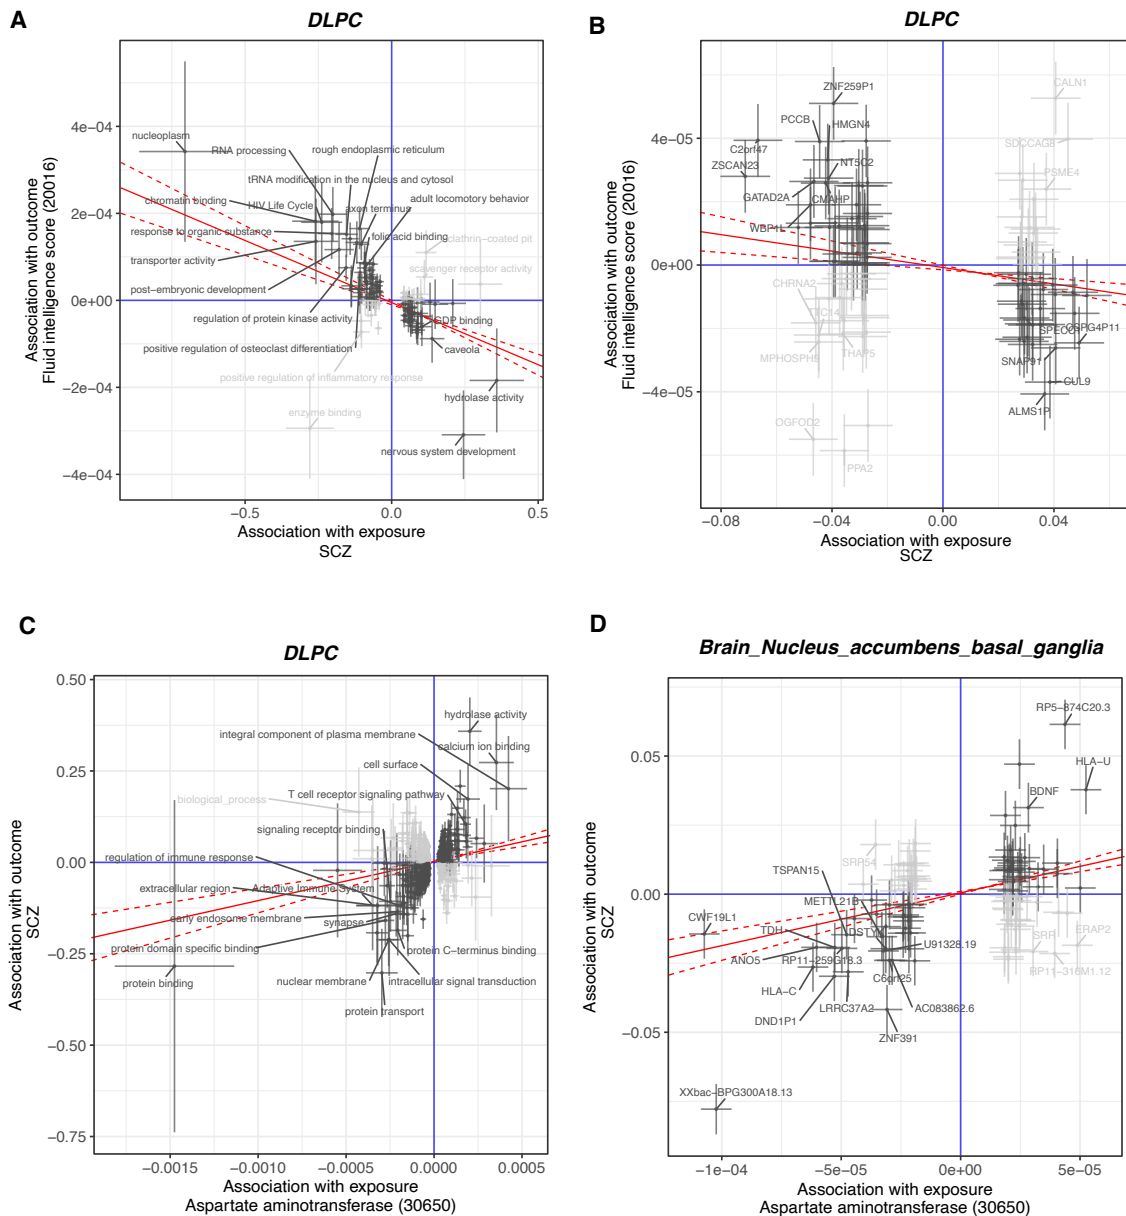 A
DLPC
Association with outcome
Fluid intelligence score (20016)
4e−04
2e−04
0e+00
−2e−04
−4e−04
nucleoplasm
RNA processing
rough endoplasmic reticulum
tRNA modification in the nucleus and cytosol
chromatin binding
HIV Life Cycle
axon terminus
adult locomotory behavior
response to organic substance
folic acid binding
clathrin−coated pit
transporter activity
scavenger receptor activity
post−embryonic development
regulation of protein kinase activity
GDP binding
positive regulation of osteoclast differentiation
caveola
positive regulation of inflammatory response
hydrolase activity
enzyme binding
nervous system development
−0.5
0.0
0.5
Association with exposure
SCZ
B
DLPC
Association with outcome
Fluid intelligence score (20016)
4e−05
0e+00
−4e−05
ZNF259P1
CALN1
PCCB
HMGN4
C2orf47
SDCCAG8
ZSCAN23
NT5C2
PSME4
GATAD2A
CMAHP
WBP1L
CHRNA2
TTC14
MPHOSPH9
THAP5
SPECC1
CSPG4P11
SNAP91
CUL9
ALMS1P
OGFOD2
PPA2
−0.08
−0.04
0.00
0.04
Association with exposure
SCZ
C
DLPC
Association with outcome
SCZ
0.50
0.25
0.00
−0.25
−0.50
−0.75
hydrolase activity
integral component of plasma membrane
calcium ion binding
cell surface
biological_process
T cell receptor signaling pathway
signaling receptor binding
regulation of immune response
extracellular region
Adaptive Immune System
early endosome membrane
synapse
protein domain specific binding
protein C−terminus binding
protein binding
nuclear membrane
intracellular signal transduction
protein transport
−0.0015
−0.0010
−0.0005
0.0000
0.0005
Association with exposure
Aspartate aminotransferase (30650)
D
Brain_Nucleus_accumbens_basal_ganglia
Association with outcome
SCZ
0.05
0.00
−0.05
RP5−874C20.3
HLA−U
BDNF
SRP54
TSPAN15
METTL21B
CWF19L1
TDH
DSTYK
U91328.19
SRR
ERAP2
ANO5
RP11−259G18.3
RP11−316M1.12
HLA−C
C6orf25
LRRC37A2
AC083862.6
DND1P1
ZNF391
XXbac−BPG300A18.13
−1e−04
−5e−05
0e+00
5e−05
Association with exposure
Aspartate aminotransferase (30650)